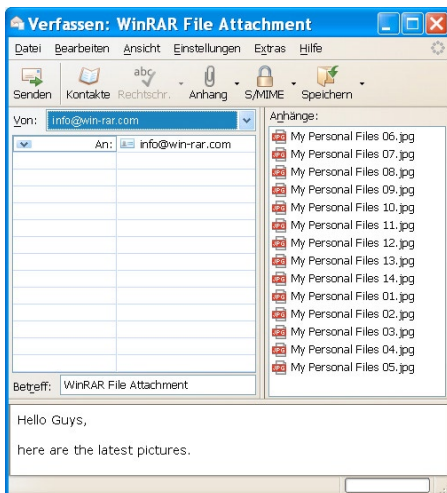 Verfassen: WinRAR File Attachment
Datei Bearbeiten Ansicht Einstellungen Extras Hilfe
abc
Senden Kontakte Rechtschr. Anhang S/MIME Speichern
Von: info@win-rar.com
An: info@win-rar.com
Betreff: WinRAR File Attachment
Anhänge:
My Personal Files 06.jpg
My Personal Files 07.jpg
My Personal Files 08.jpg
My Personal Files 09.jpg
My Personal Files 10.jpg
My Personal Files 11.jpg
My Personal Files 12.jpg
My Personal Files 13.jpg
My Personal Files 14.jpg
My Personal Files 01.jpg
My Personal Files 02.jpg
My Personal Files 03.jpg
My Personal Files 04.jpg
My Personal Files 05.jpg
Hello Guys,
here are the latest pictures.